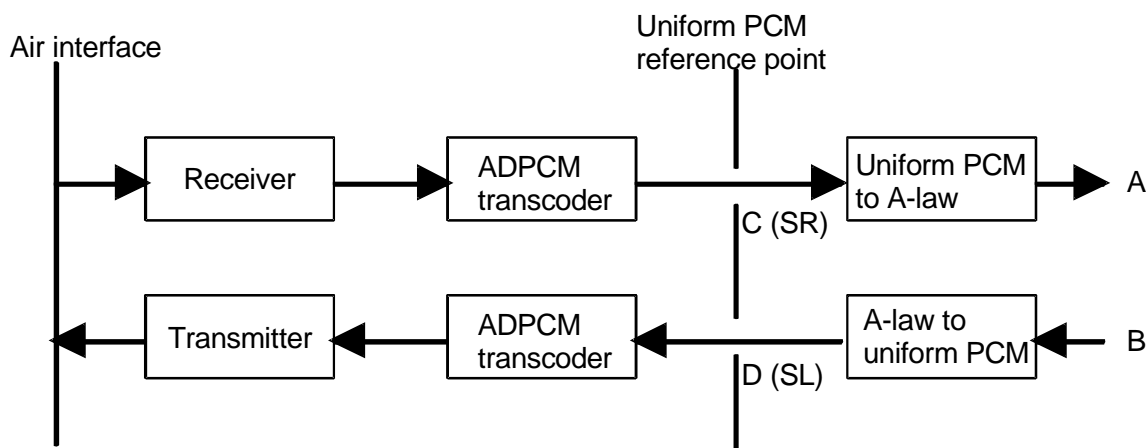 Air interface
Uniform PCM
reference point
Receiver
ADPCM
transcoder
Uniform PCM
to A-law
A
C (SR)
Transmitter
ADPCM
transcoder
A-law to
uniform PCM
B
D (SL)